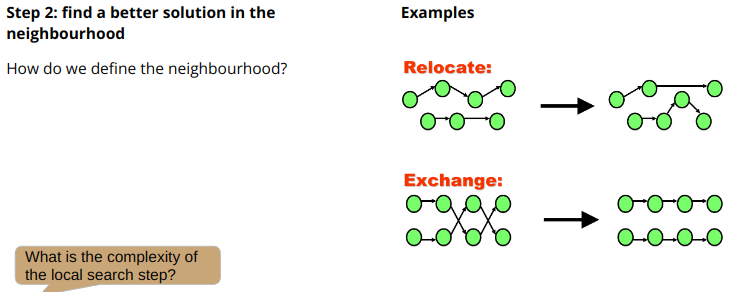 Step 2: find a better solution in the
neighbourhood
How do we define the neighbourhood?
What is the complexity of
the local search step?
Examples
Relocate:
Exchange: